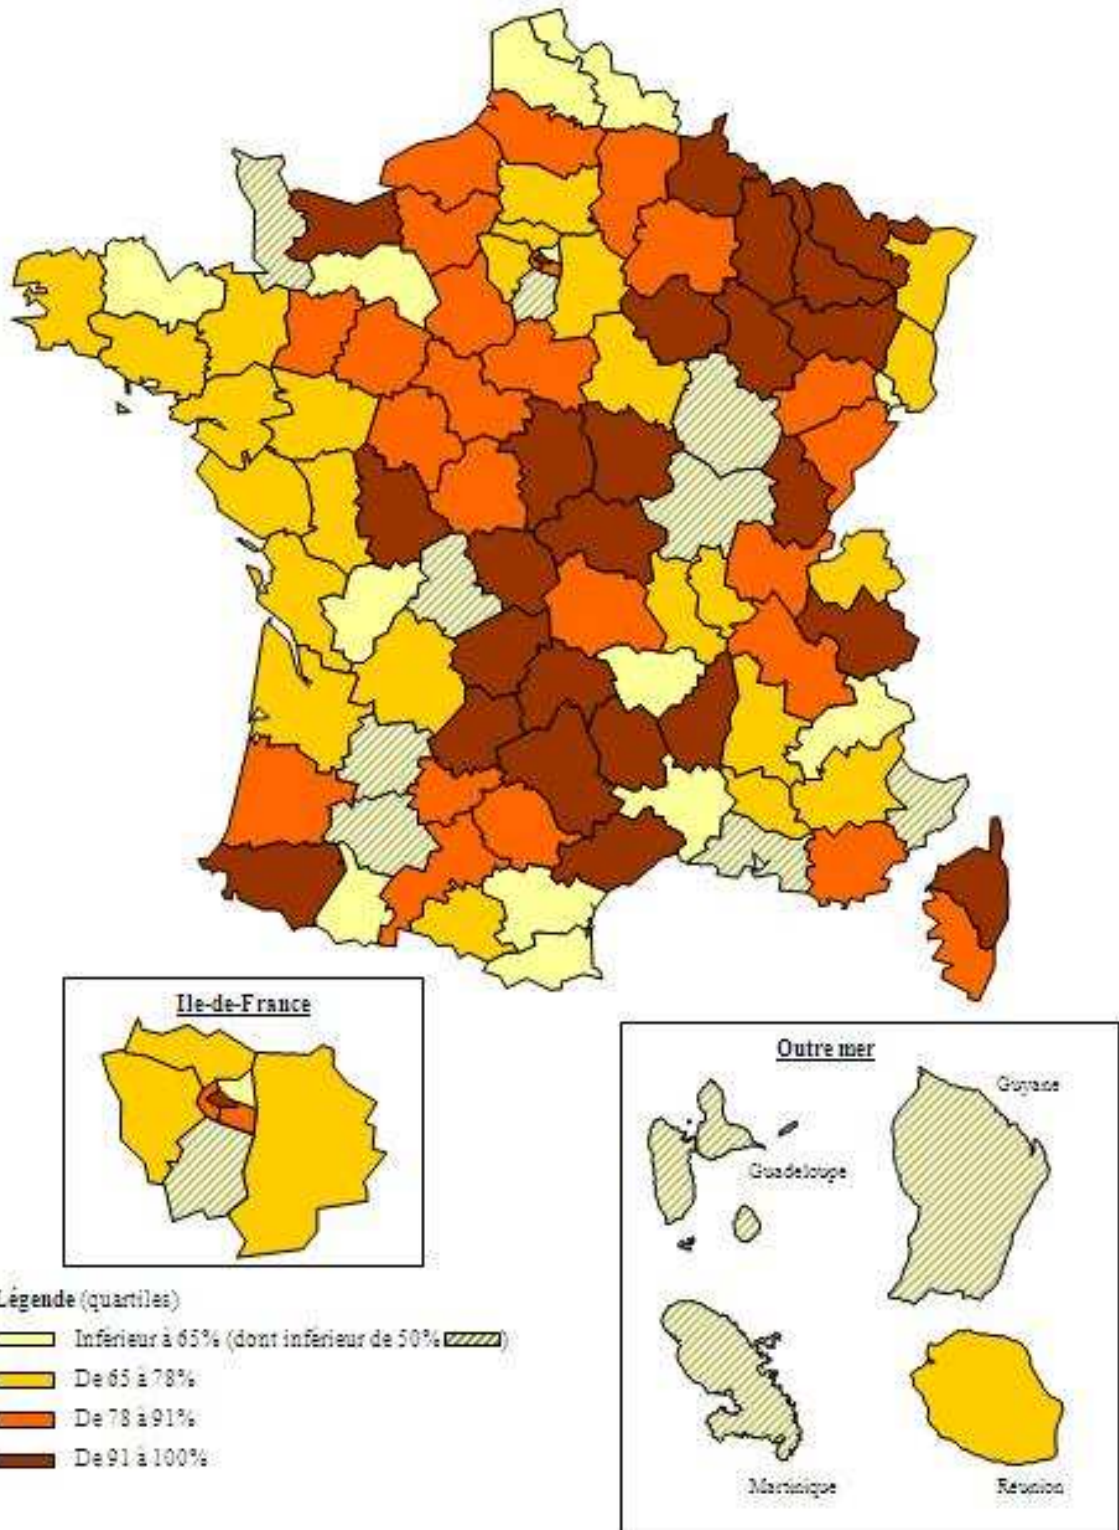 Ile-de-France
Outre mer
Guyane
Guadeloupe
Martinique
Réunion
Légende (quartiles)
Inférieur à 65% (dont inférieur de 50% )
De 65 à 78%
De 78 à 91%
De 91 à 100%